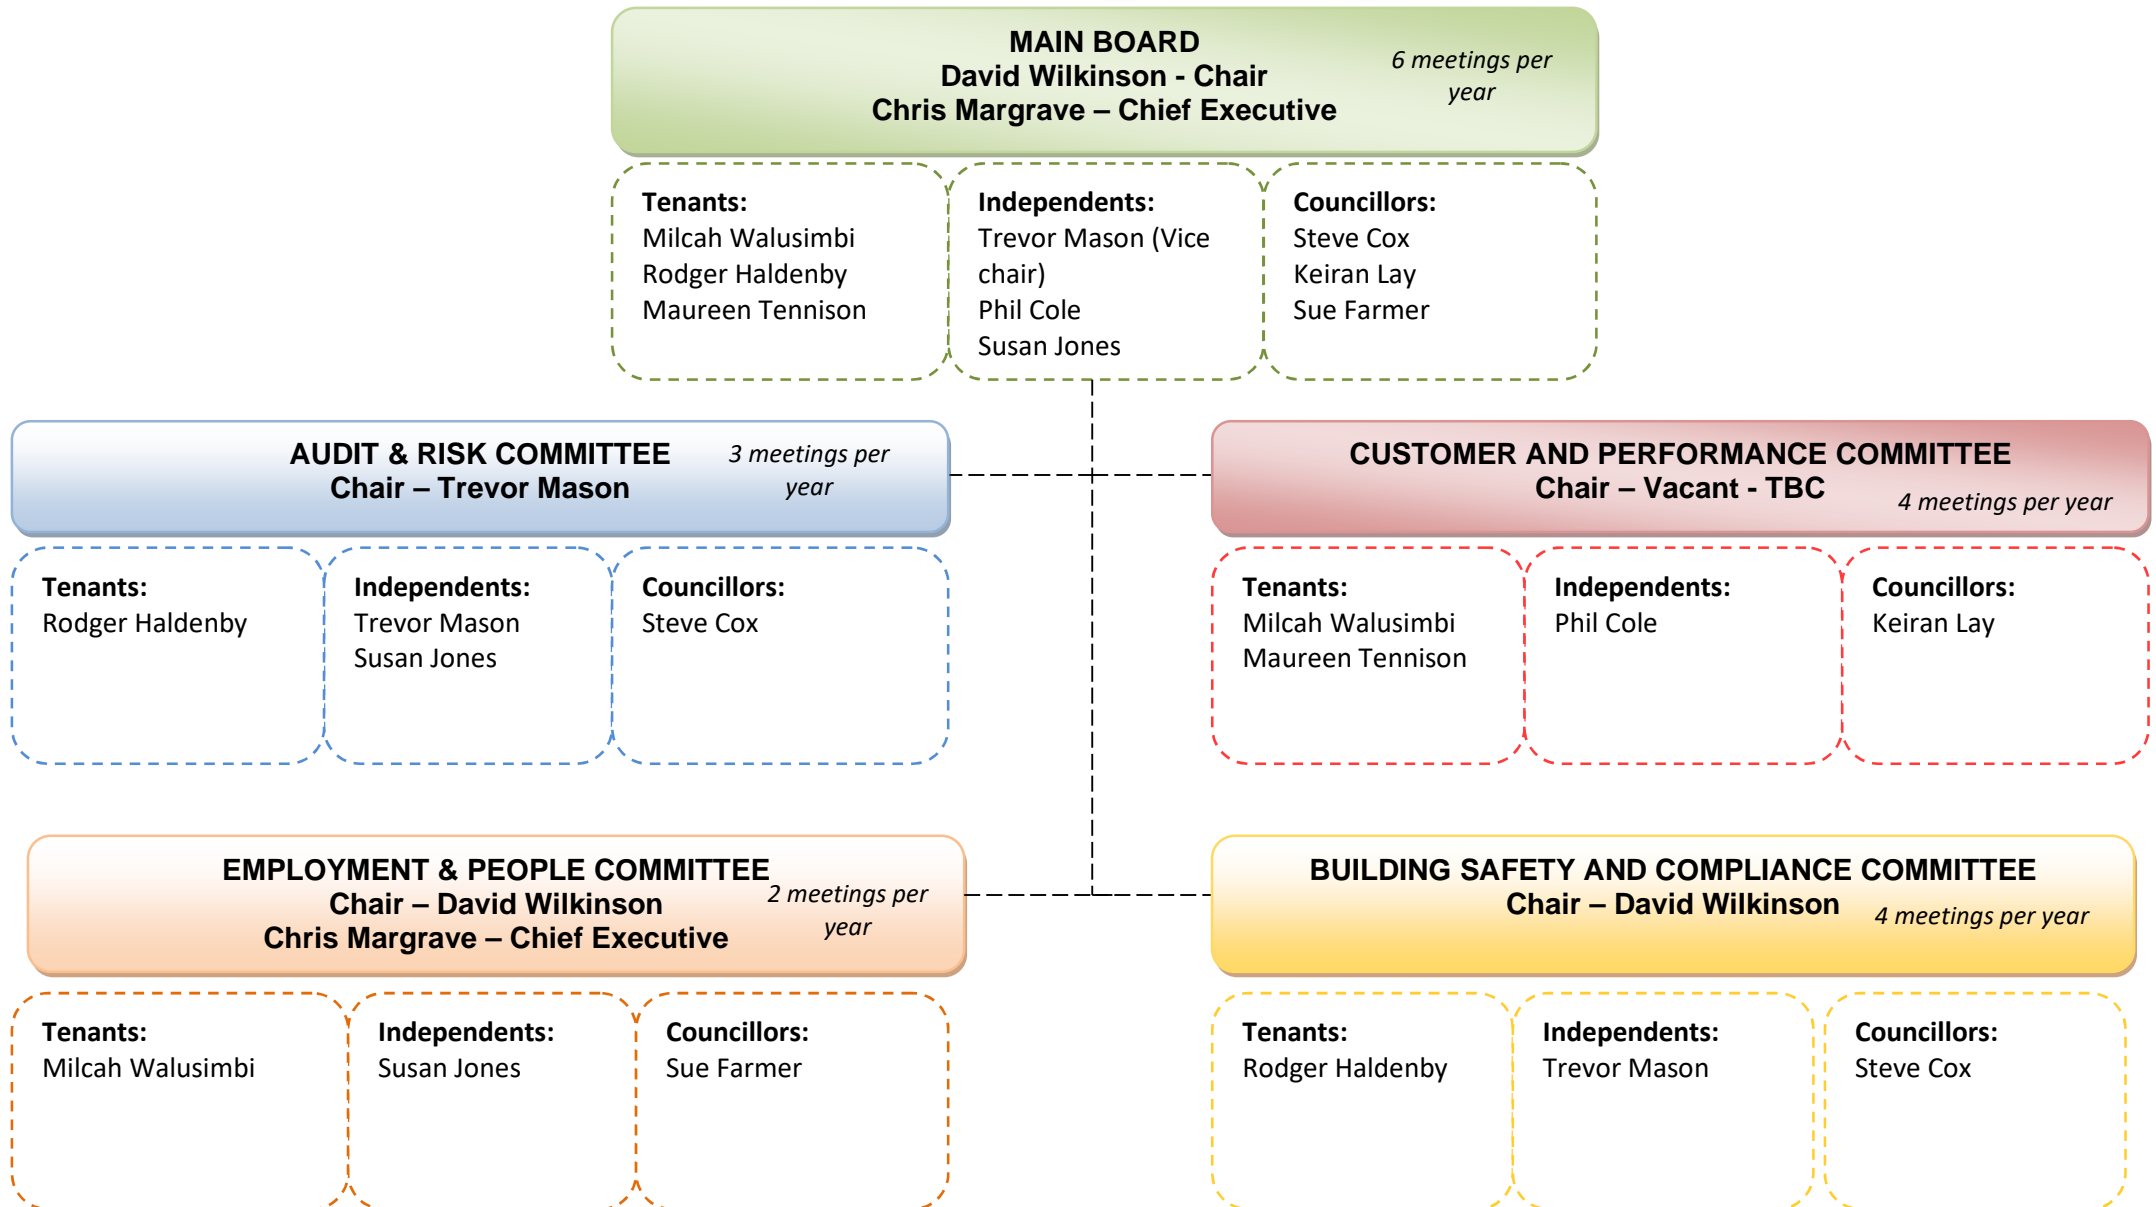 MAIN BOARD
David Wilkinson - Chair
Chris Margrave – Chief Executive
6 meetings per
year
Tenants:
Milcah Walusimbi
Rodger Haldenby
Maureen Tennison
Independents:
Trevor Mason (Vice
chair)
Phil Cole
Susan Jones
Councillors:
Steve Cox
Keiran Lay
Sue Farmer
AUDIT & RISK COMMITTEE
Chair – Trevor Mason
3 meetings per
year
Tenants:
Rodger Haldenby
Independents:
Trevor Mason
Susan Jones
Councillors:
Steve Cox
CUSTOMER AND PERFORMANCE COMMITTEE
Chair – Vacant - TBC
4 meetings per year
Tenants:
Milcah Walusimbi
Maureen Tennison
Independents:
Phil Cole
Councillors:
Keiran Lay
EMPLOYMENT & PEOPLE COMMITTEE
Chair – David Wilkinson
Chris Margrave – Chief Executive
2 meetings per
year
Tenants:
Milcah Walusimbi
Independents:
Susan Jones
Councillors:
Sue Farmer
BUILDING SAFETY AND COMPLIANCE COMMITTEE
Chair – David Wilkinson
4 meetings per year
Tenants:
Rodger Haldenby
Independents:
Trevor Mason
Councillors:
Steve Cox